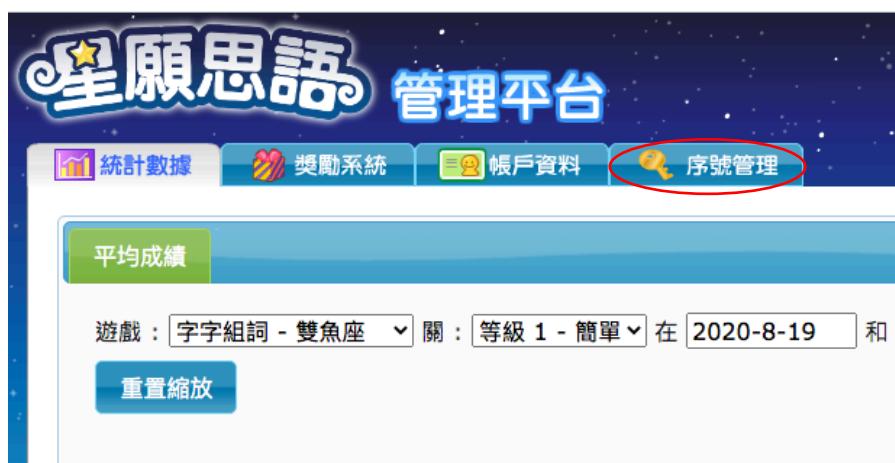 星願思語 管理平台
統計數據 獎勵系統 帳戶資料 序號管理
平均成績
遊戲 : 字字組詞 - 雙魚座 關 : 等級 1 - 簡單 在 2020-8-19 和
重置縮放